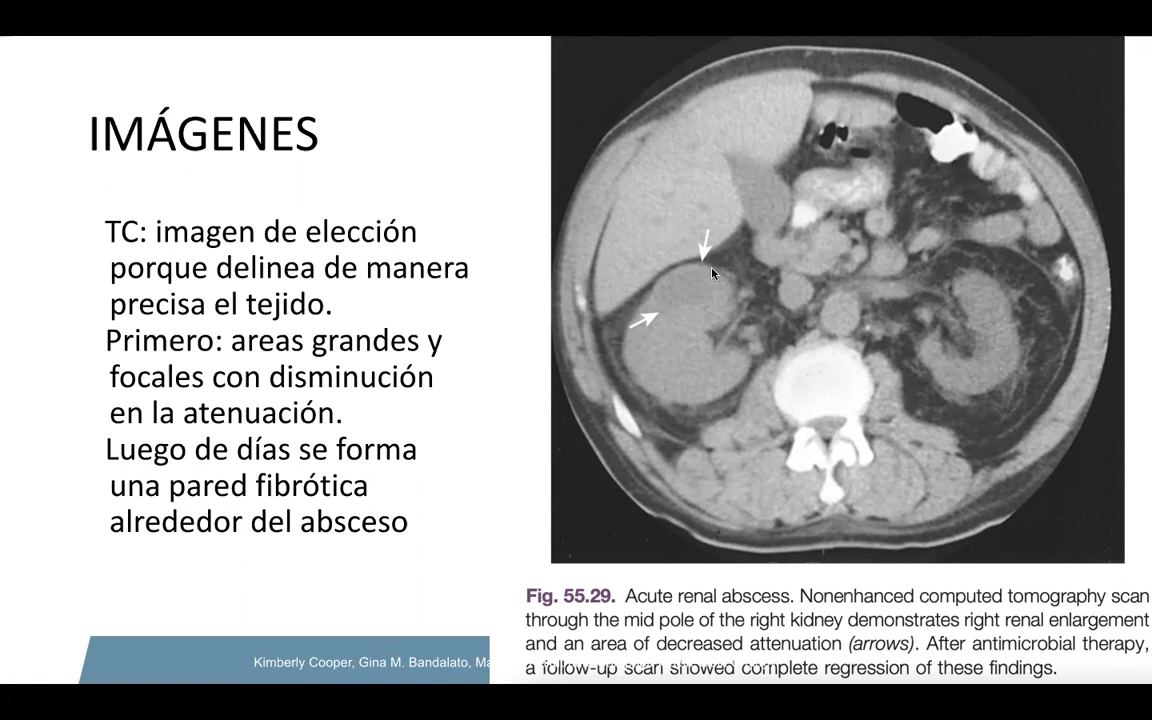 IMÁGENES
TC: imagen de elección
porque delinea de manera
precisa el tejido.
Primero: areas grandes y
focales con disminución
en la atenuación.
Luego de días se forma
una pared fibrótica
alrededor del absceso
Fig. 55.29. Acute renal abscess. Nonenhanced computed tomography scan
through the mid pole of the right kidney demonstrates right renal enlargement
and an area of decreased attenuation (arrows). After antimicrobial therapy,
a follow-up scan showed complete regression of these findings.
Kimberly Cooper, Gina M. Bandalato,